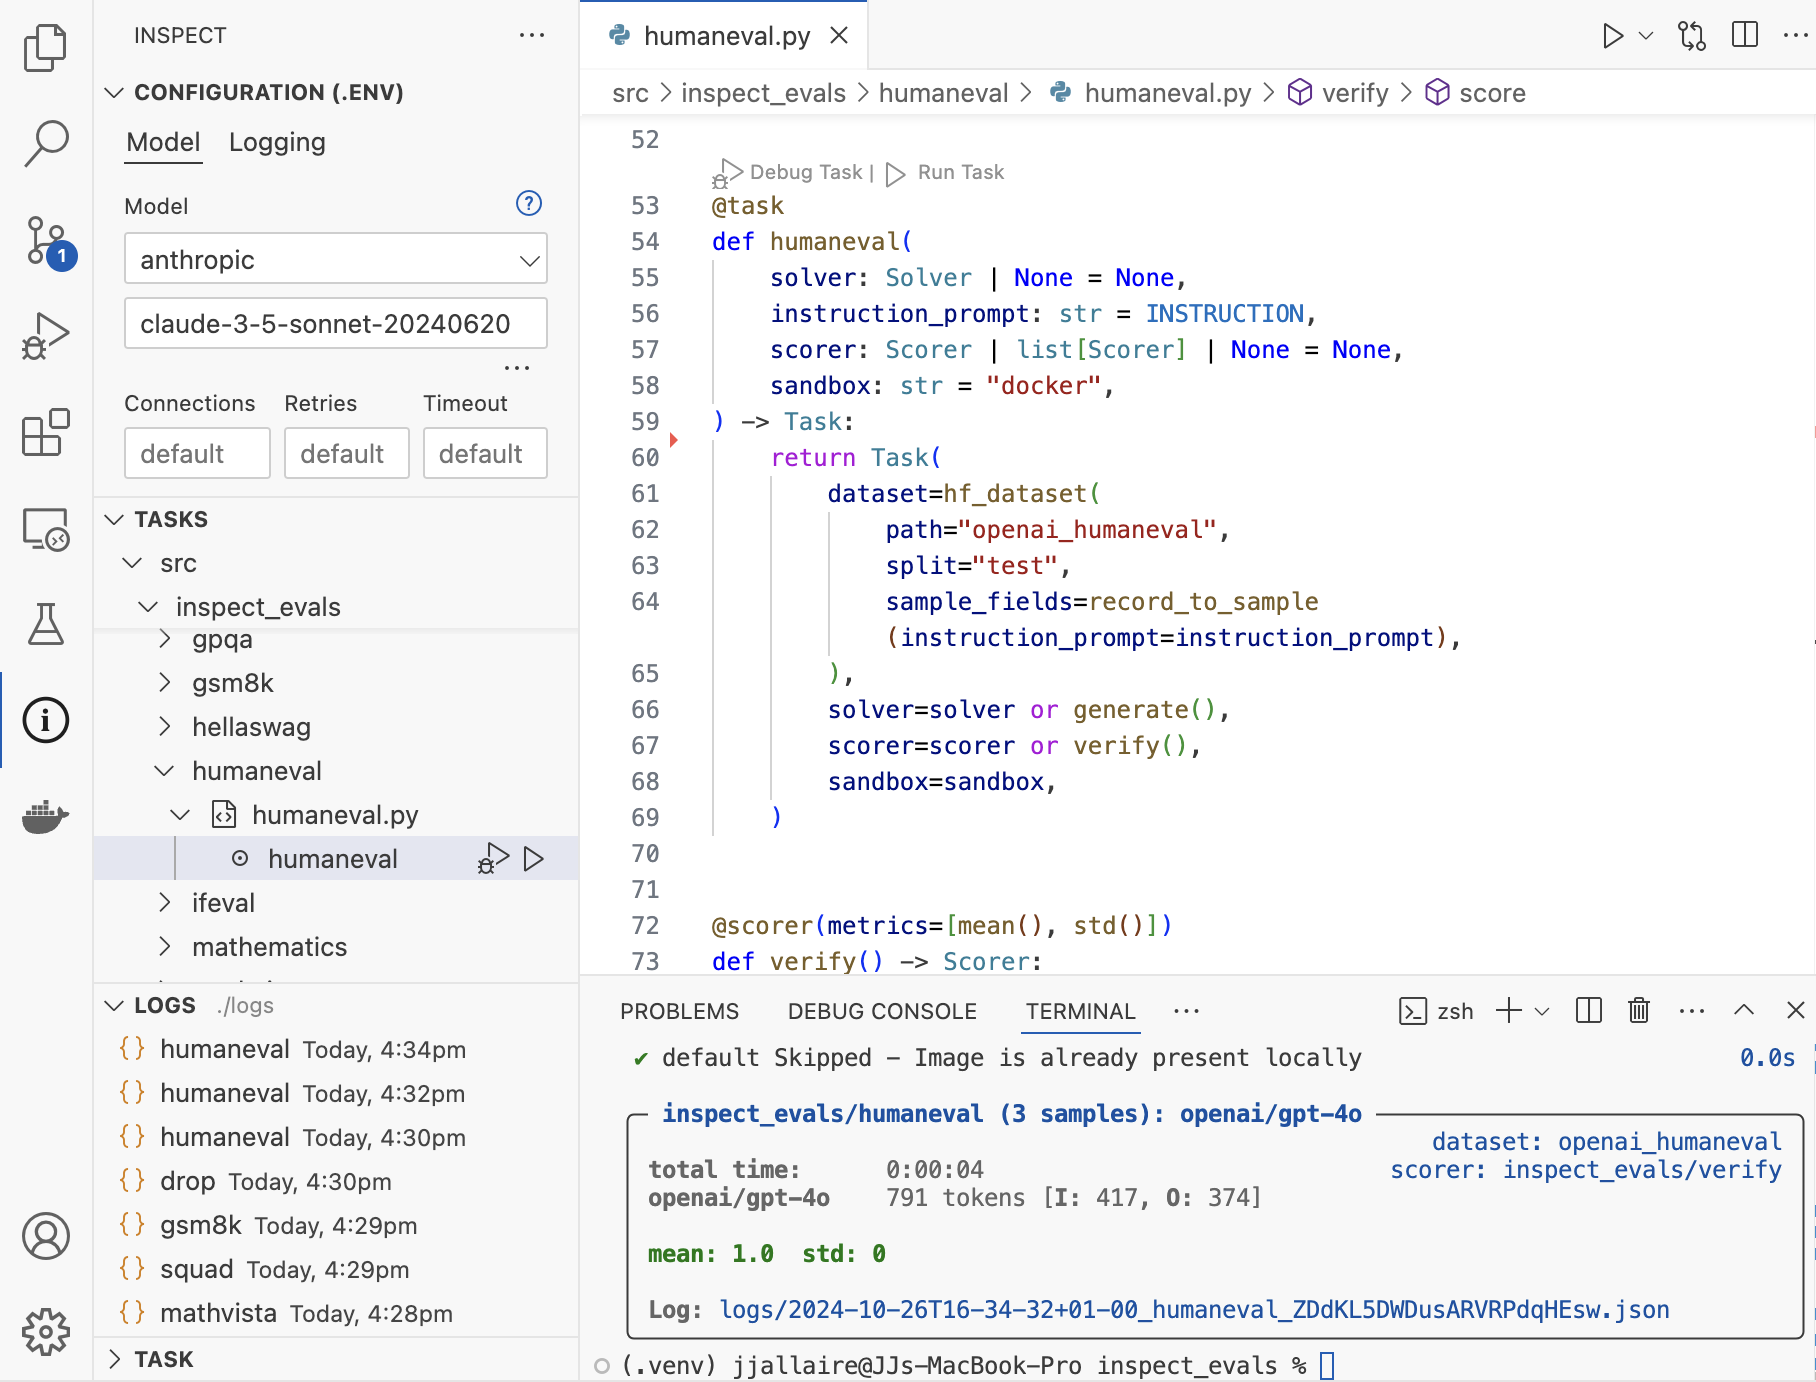 INSPECT
CONFIGURATION (.ENV)
Model Logging
Model
anthropic
claude-3-5-sonnet-20240620
Connections Retries Timeout
default default default
TASKS
src
inspect_evals
gpqa
gsm8k
hellaswag
humaneval
humaneval.py
humaneval
ifeval
mathematics
LOGS ./logs
humaneval Today, 4:34pm
humaneval Today, 4:32pm
humaneval Today, 4:30pm
drop Today, 4:30pm
gsm8k Today, 4:29pm
squad Today, 4:29pm
mathvista Today, 4:28pm
TASK
1
humaneval.py
src > inspect_evals > humaneval > humaneval.py > verify > score
52
Debug Task | Run Task
53 @task
54 def humaneval(
55 solver: Solver | None = None,
56 instruction_prompt: str = INSTRUCTION,
57 scorer: Scorer | list[Scorer] | None = None,
58 sandbox: str = "docker",
59 ) -> Task:
60 return Task(
61 dataset=hf_dataset(
62 path="openai_humaneval",
63 split="test",
64 sample_fields=record_to_sample
(instruction_prompt=instruction_prompt),
65 ),
66 solver=solver or generate(),
67 scorer=scorer or verify(),
68 sandbox=sandbox,
69 )
70
71
72 @scorer(metrics=[mean(), std()])
73 def verify() -> Scorer:
PROBLEMS DEBUG CONSOLE TERMINAL zsh
✔ default Skipped - Image is already present locally 0.0s
inspect_evals/humaneval (3 samples): openai/gpt-4o
dataset: openai_humaneval
total time: 0:00:04 scorer: inspect_evals/verify
openai/gpt-4o 791 tokens [I: 417, O: 374]
mean: 1.0 std: 0
Log: logs/2024-10-26T16-34-32+01-00_humaneval_ZDdKL5DWDusARVRPdqHEsw.json
(.venv) jjallaire@JJs-MacBook-Pro inspect_evals %